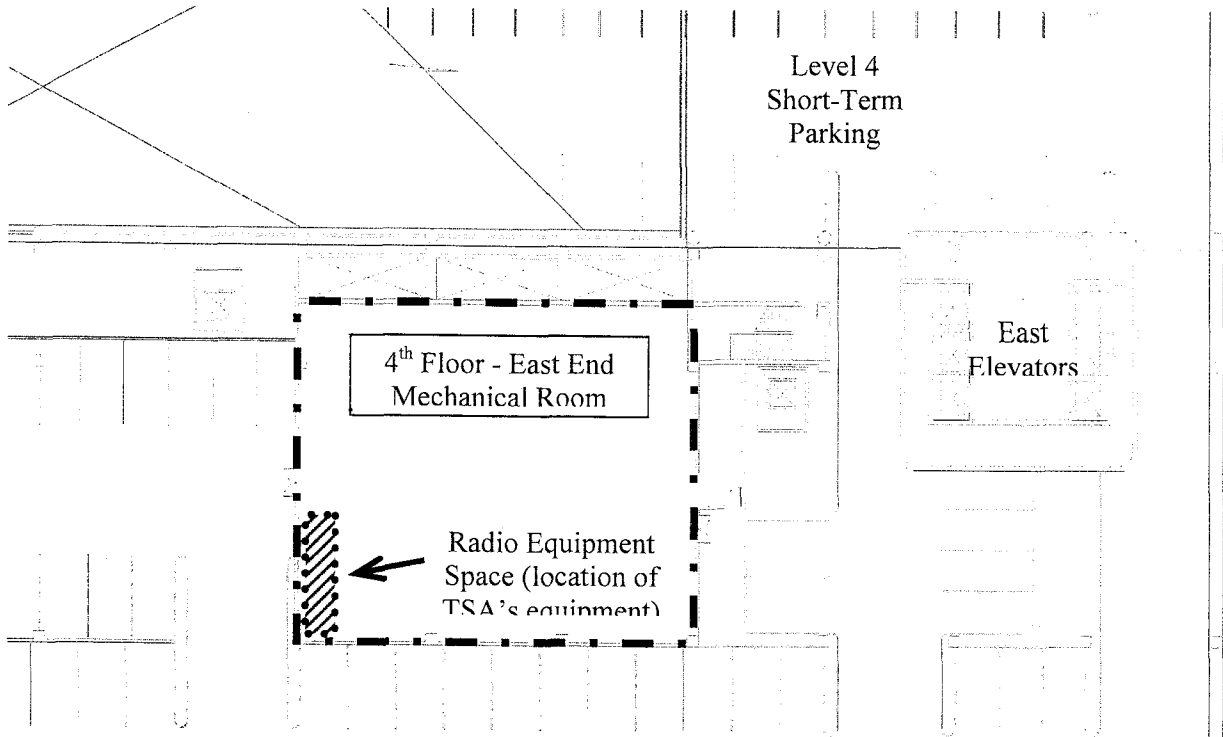 Level 4
Short-Term
Parking
East
Elevators
4th Floor - East End
Mechanical Room
Radio Equipment
Space (location of
TSA's equipment)